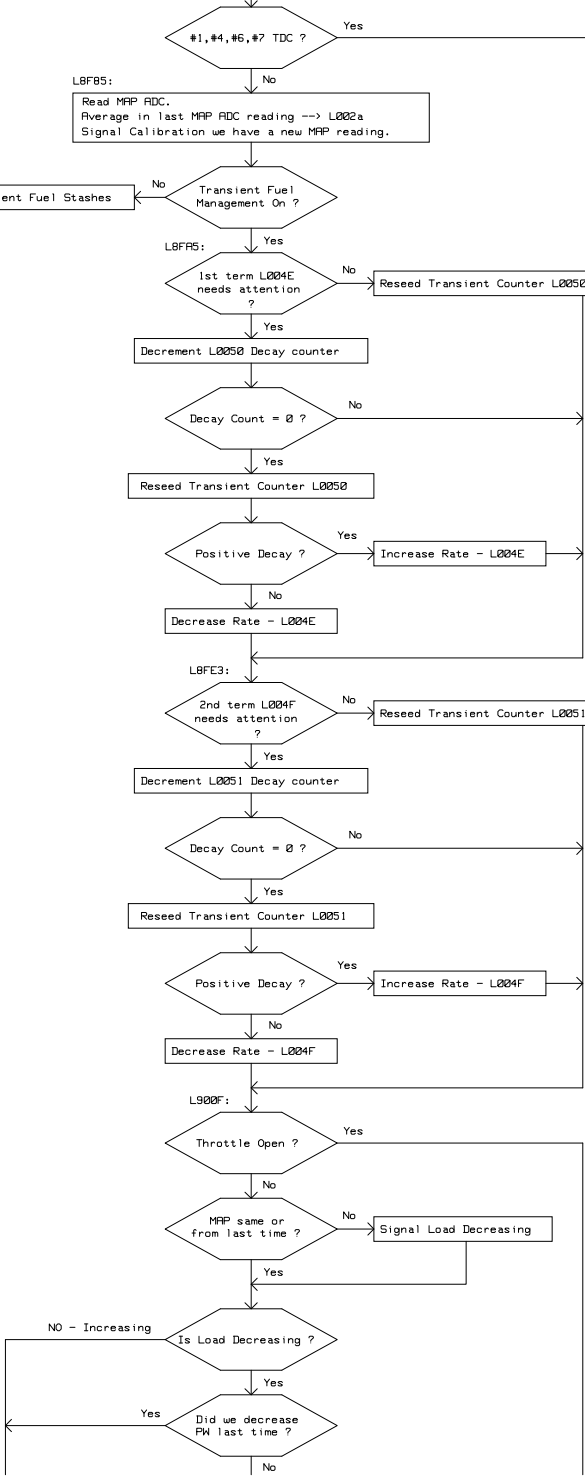 #1,#4,#6,#7 TDC ?
Yes
No
L8F85:
Read MAP ADC.
Average in last MAP ADC reading --> L002a
Signal Calibration we have a new MAP reading.
ent Fuel Stashes
No
Transient Fuel
Management On ?
Yes
L8FA5:
1st term L004E
needs attention
?
No
Reseed Transient Counter L0050
Yes
Decrement L0050 Decay counter
Decay Count = 0 ?
No
Yes
Reseed Transient Counter L0050
Positive Decay ?
Yes
Increase Rate - L004E
No
Decrease Rate - L004E
L8FE3:
2nd term L004F
needs attention
?
No
Reseed Transient Counter L0051
Yes
Decrement L0051 Decay counter
Decay Count = 0 ?
No
Yes
Reseed Transient Counter L0051
Positive Decay ?
Yes
Increase Rate - L004F
No
Decrease Rate - L004F
L900F:
Throttle Open ?
Yes
No
MAP same or
from last time ?
No
Signal Load Decreasing
Yes
NO - Increasing
Is Load Decreasing ?
Yes
Yes
Did we decrease
PW last time ?
No